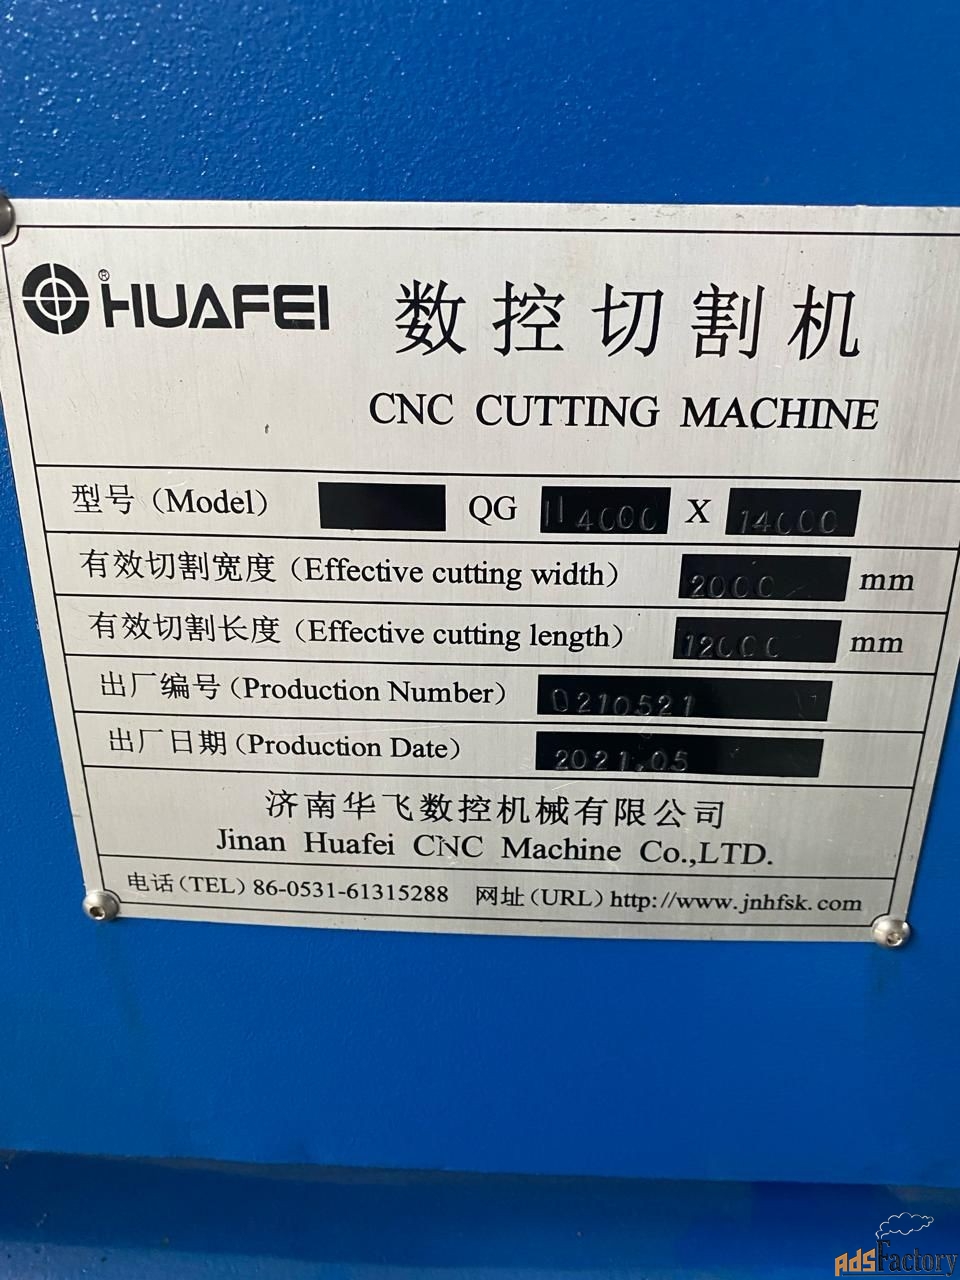 ® HUAFEI 数控切割机
CNC CUTTING MACHINE
型号（Model） QG 114000 X 14000
有效切割宽度（Effective cutting width） 2000 mm
有效切割长度（Effective cutting length） 12000 mm
出厂编号（Production Number） 0210521
出厂日期（Production Date） 2021.05
济南华飞数控机械有限公司
Jinan Huafei CNC Machine Co.,LTD.
电话（TEL）86-0531-61315288 网址（URL）http://www.jnhfsk.com
AdsFactory